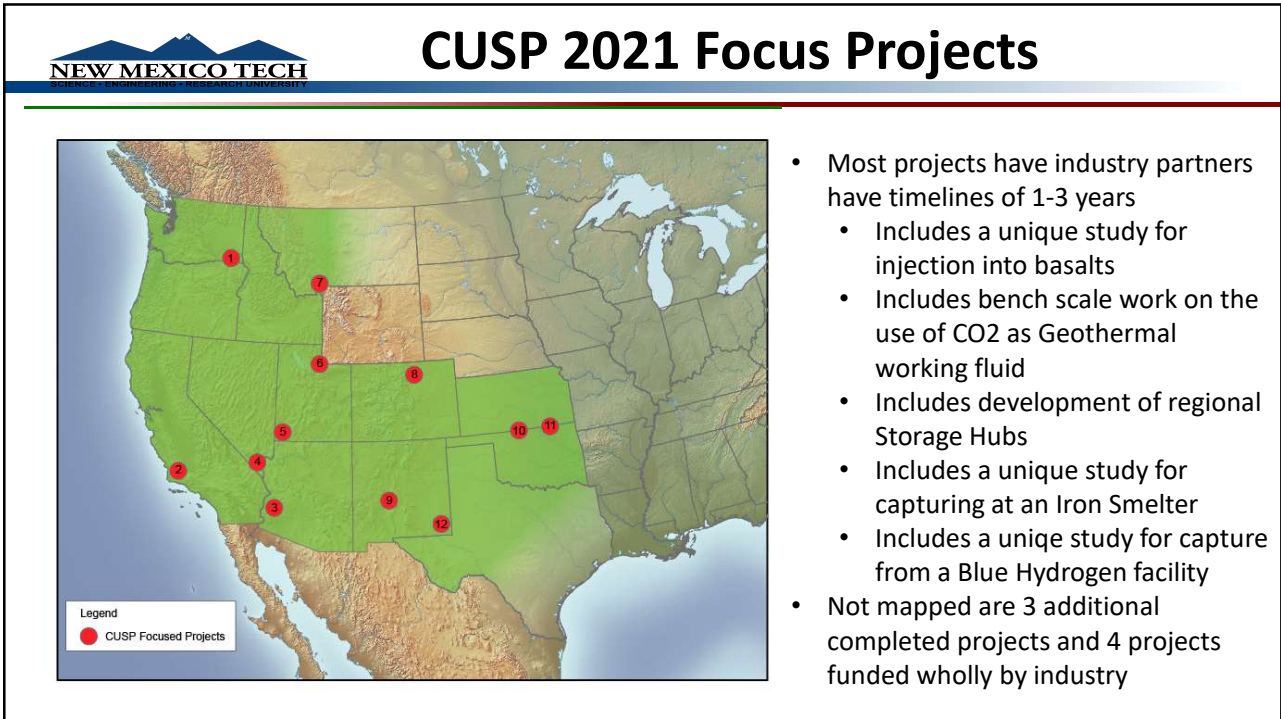 NEW MEXICO TECH
SCIENCE • ENGINEERING • RESEARCH UNIVERSITY
CUSP 2021 Focus Projects
1
7
6
8
5
10
11
4
2
9
3
12
Legend
CUSP Focused Projects
• Most projects have industry partners
have timelines of 1-3 years
• Includes a unique study for
injection into basalts
• Includes bench scale work on the
use of CO2 as Geothermal
working fluid
• Includes development of regional
Storage Hubs
• Includes a unique study for
capturing at an Iron Smelter
• Includes a uniqe study for capture
from a Blue Hydrogen facility
• Not mapped are 3 additional
completed projects and 4 projects
funded wholly by industry